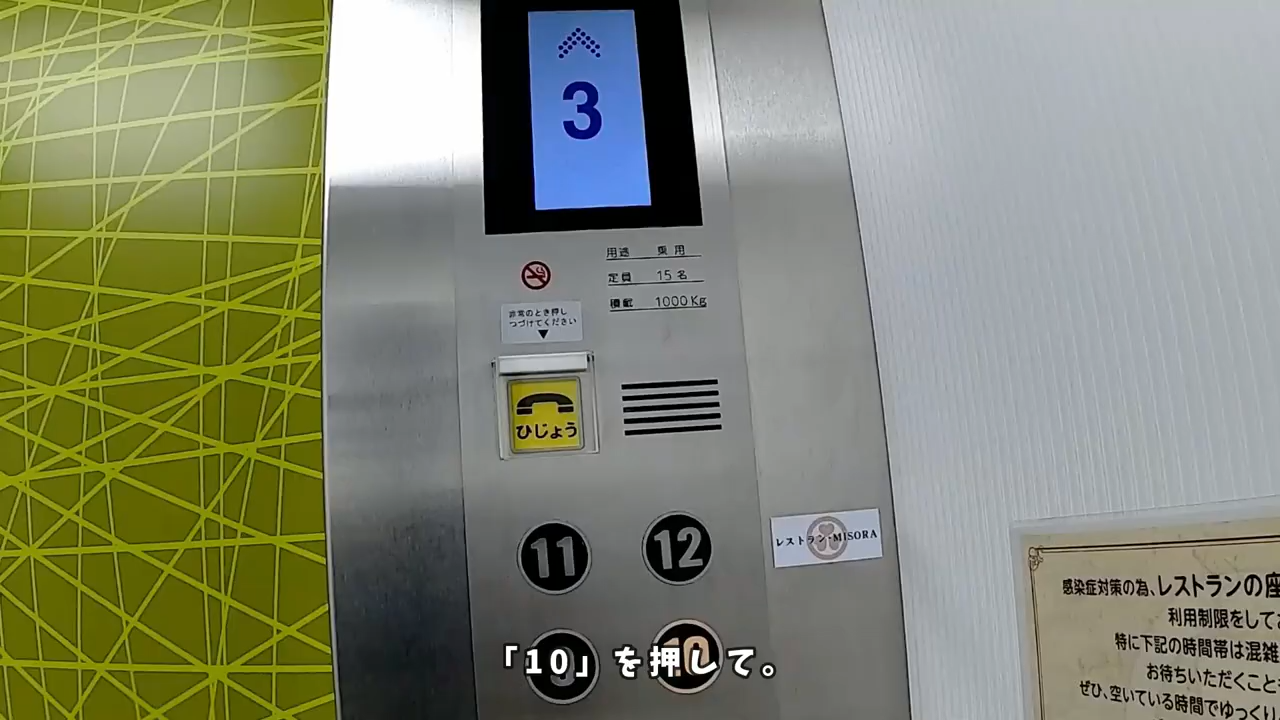 3
用途 乗用
定員 15名
積載 1000Kg
非常のとき押し
つづけてください
ひじょう
11
12
レストラン・MISORA
9
10
「10」を押して。
感染症対策の為、レストランの座
利用制限をして
特に下記の時間帯は混雑
お待ちいただくこと
ぜひ、空いている時間でゆっくり